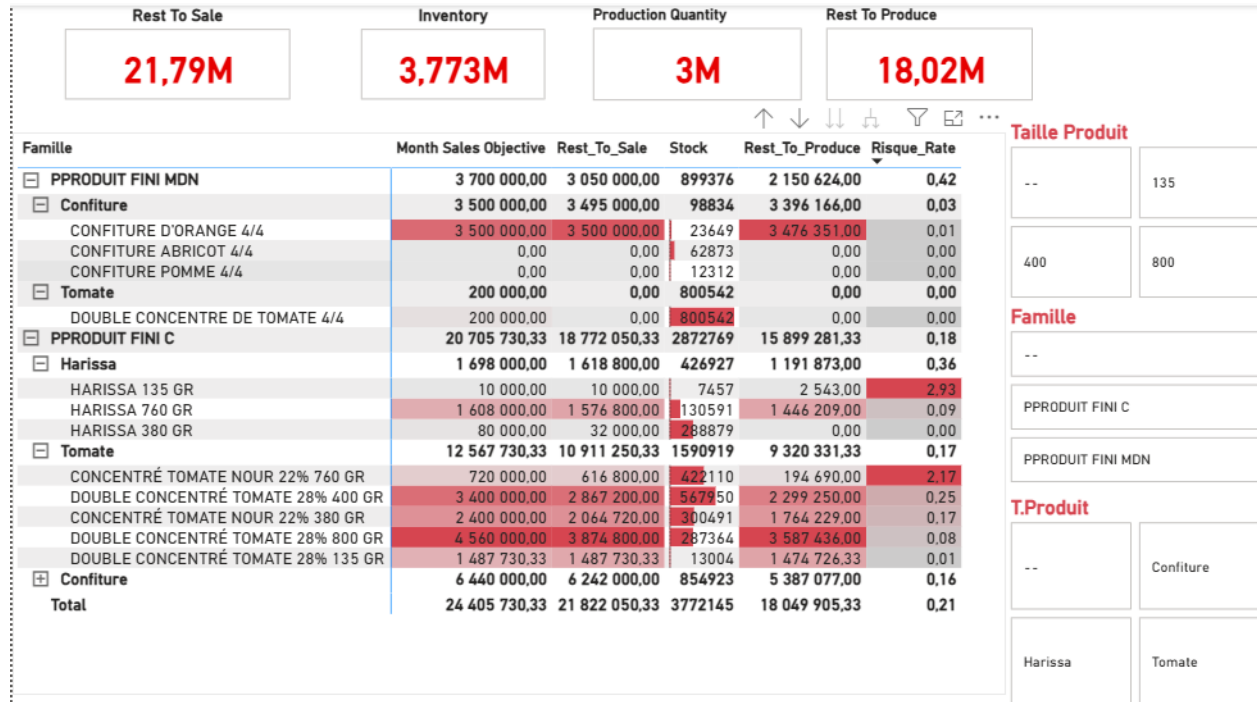 Rest To Sale Inventory Production Quantity Rest To Produce
21,79M 3,773M 3M 18,02M
Famille Month Sales Objective Rest_To_Sale Stock Rest_To_Produce Risque_Rate
PPRODUIT FINI MDN 3 700 000,00 3 050 000,00 899376 2 150 624,00 0,42
Confiture 3 500 000,00 3 495 000,00 98834 3 396 166,00 0,03
CONFITURE D'ORANGE 4/4 3 500 000,00 3 500 000,00 23649 3 476 351,00 0,01
CONFITURE ABRICOT 4/4 0,00 0,00 62873 0,00 0,00
CONFITURE POMME 4/4 0,00 0,00 12312 0,00 0,00
Tomate 200 000,00 0,00 800542 0,00 0,00
DOUBLE CONCENTRE DE TOMATE 4/4 200 000,00 0,00 800542 0,00 0,00
PPRODUIT FINI C 20 705 730,33 18 772 050,33 2872769 15 899 281,33 0,18
Harissa 1 698 000,00 1 618 800,00 426927 1 191 873,00 0,36
HARISSA 135 GR 10 000,00 10 000,00 7457 2 543,00 2,93
HARISSA 760 GR 1 608 000,00 1 576 800,00 130591 1 446 209,00 0,09
HARISSA 380 GR 80 000,00 32 000,00 288879 0,00 0,00
Tomate 12 567 730,33 10 911 250,33 1590919 9 320 331,33 0,17
CONCENTRÉ TOMATE NOUR 22% 760 GR 720 000,00 616 800,00 422110 194 690,00 2,17
DOUBLE CONCENTRÉ TOMATE 28% 400 GR 3 400 000,00 2 867 200,00 567950 2 299 250,00 0,25
CONCENTRÉ TOMATE NOUR 22% 380 GR 2 400 000,00 2 064 720,00 300491 1 764 229,00 0,17
DOUBLE CONCENTRÉ TOMATE 28% 800 GR 4 560 000,00 3 874 800,00 287364 3 587 436,00 0,08
DOUBLE CONCENTRÉ TOMATE 28% 135 GR 1 487 730,33 1 487 730,33 13004 1 474 726,33 0,01
Confiture 6 440 000,00 6 242 000,00 854923 5 387 077,00 0,16
Total 24 405 730,33 21 822 050,33 3772145 18 049 905,33 0,21
Taille Produit
-- 135
400 800
Famille
--
PPRODUIT FINI C
PPRODUIT FINI MDN
T.Produit
-- Confiture
Harissa Tomate